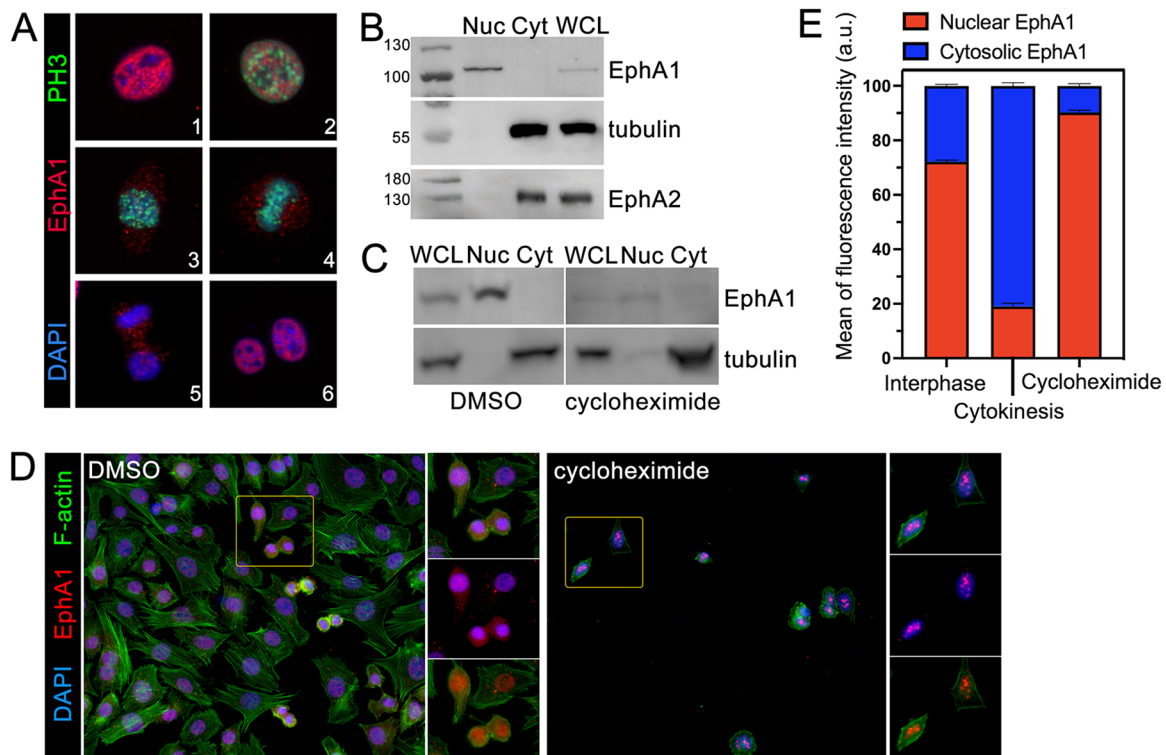 A
PH3
EphA1
DAPI
1
2
3
4
5
6
B
Nuc Cyt WCL
130
100
EphA1
55
tubulin
180
130
EphA2
C
WCL Nuc Cyt WCL Nuc Cyt
EphA1
tubulin
DMSO cycloheximide
E
Nuclear EphA1
Cytosolic EphA1
Mean of fluorescence intensity (a.u.)
100
80
60
40
20
0
Interphase
Cytokinesis
Cycloheximide
D
F-actin
EphA1
DAPI
DMSO
cycloheximide